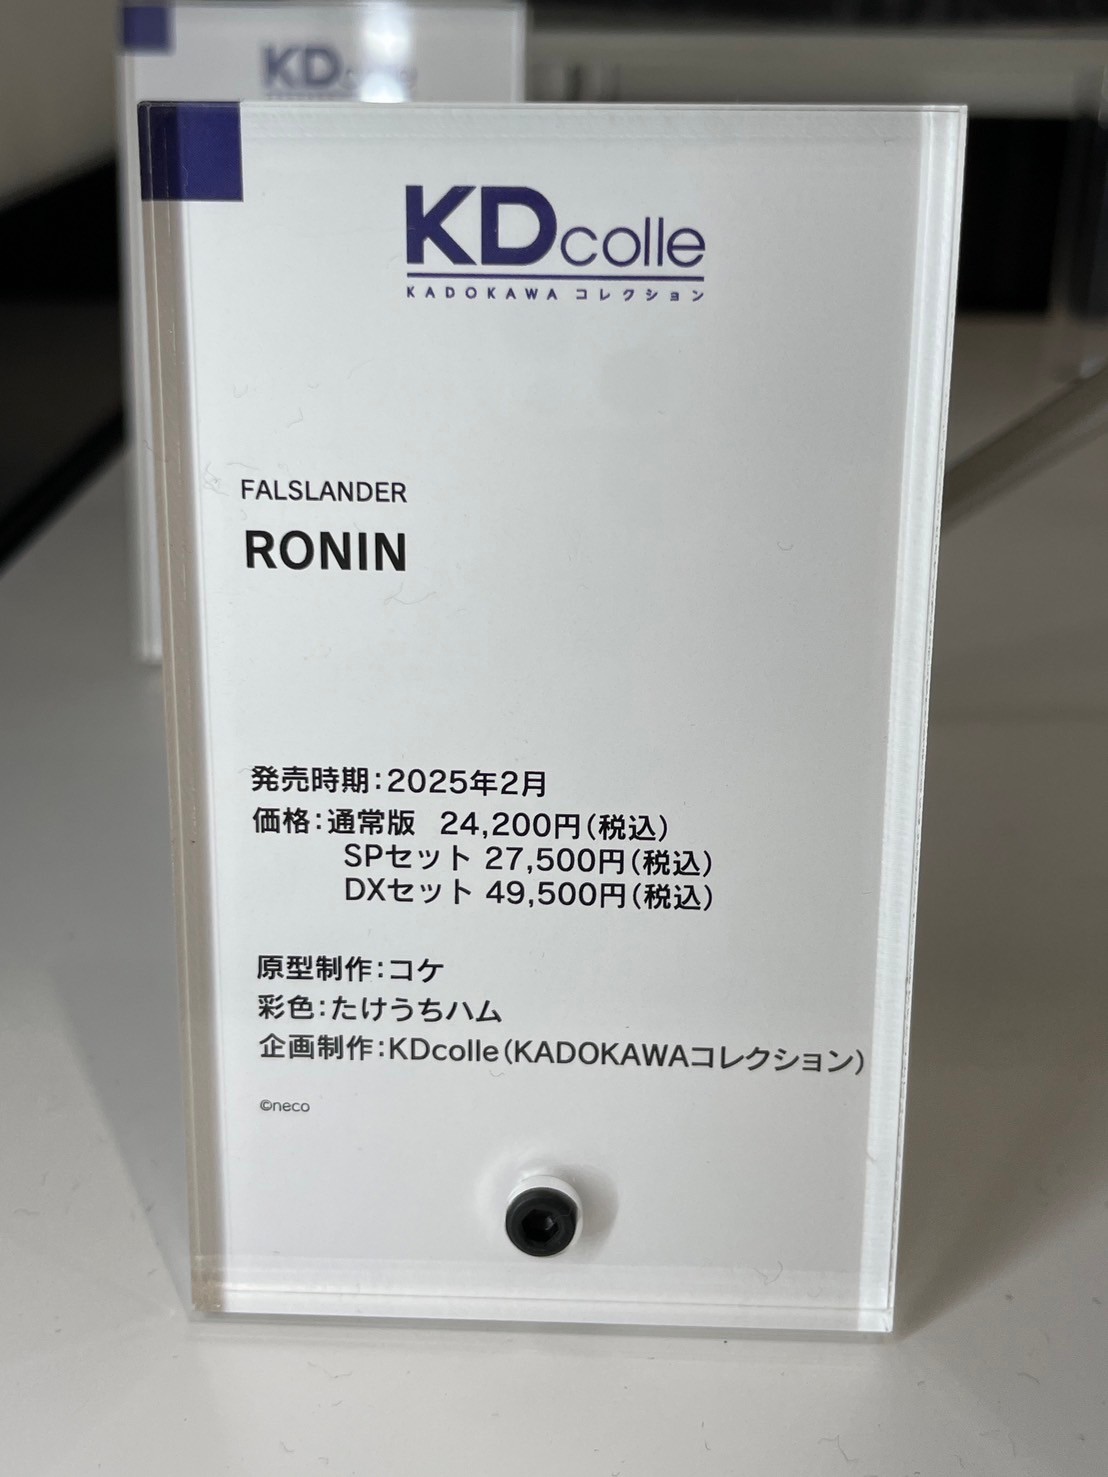 KD
KDcolle
KADOKAWA コレクション
FALSLANDER
RONIN
発売時期：2025年2月
価格：通常版 24,200円（税込）
SPセット 27,500円（税込）
DXセット 49,500円（税込）
原型制作：コケ
彩色：たけうちハム
企画制作：KDcolle（KADOKAWAコレクション）
©neco